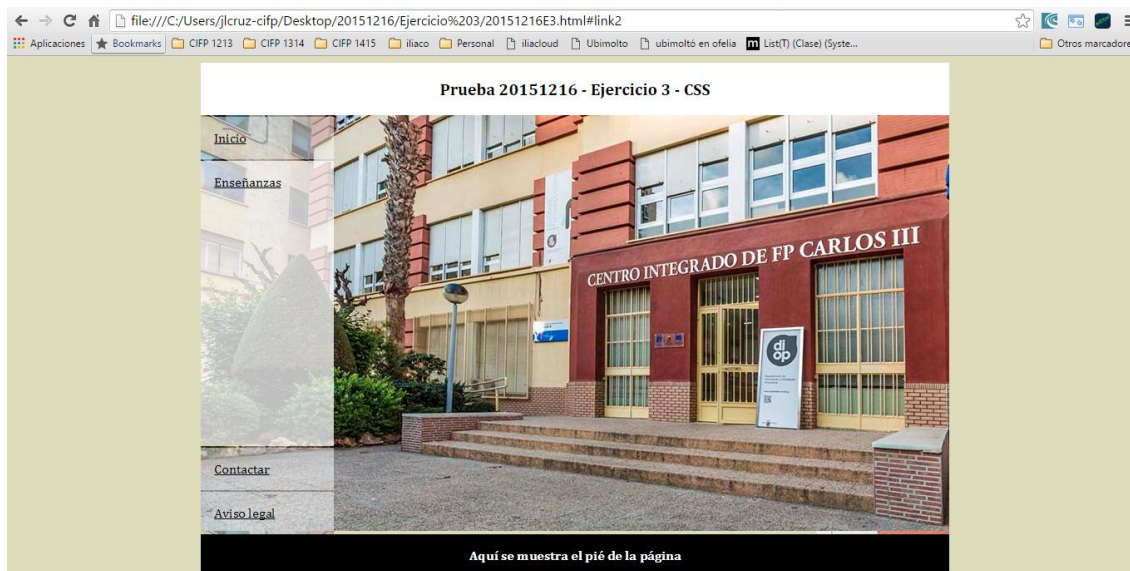 file:///C:/Users/jlcruz-cifp/Desktop/20151216/Ejercicio%203/20151216E3.html#link2
Aplicaciones Bookmarks CIFP 1213 CIFP 1314 CIFP 1415 iliaco Personal iliacloud Ubimolto ubimoltó en ofelia m List(T) (Clase) (Syste... Otros marcadore
Prueba 20151216 - Ejercicio 3 - CSS
Inicio
Enseñanzas
CENTRO INTEGRADO DE FP CARLOS III
di
op
Contactar
Aviso legal
Aquí se muestra el pié de la página